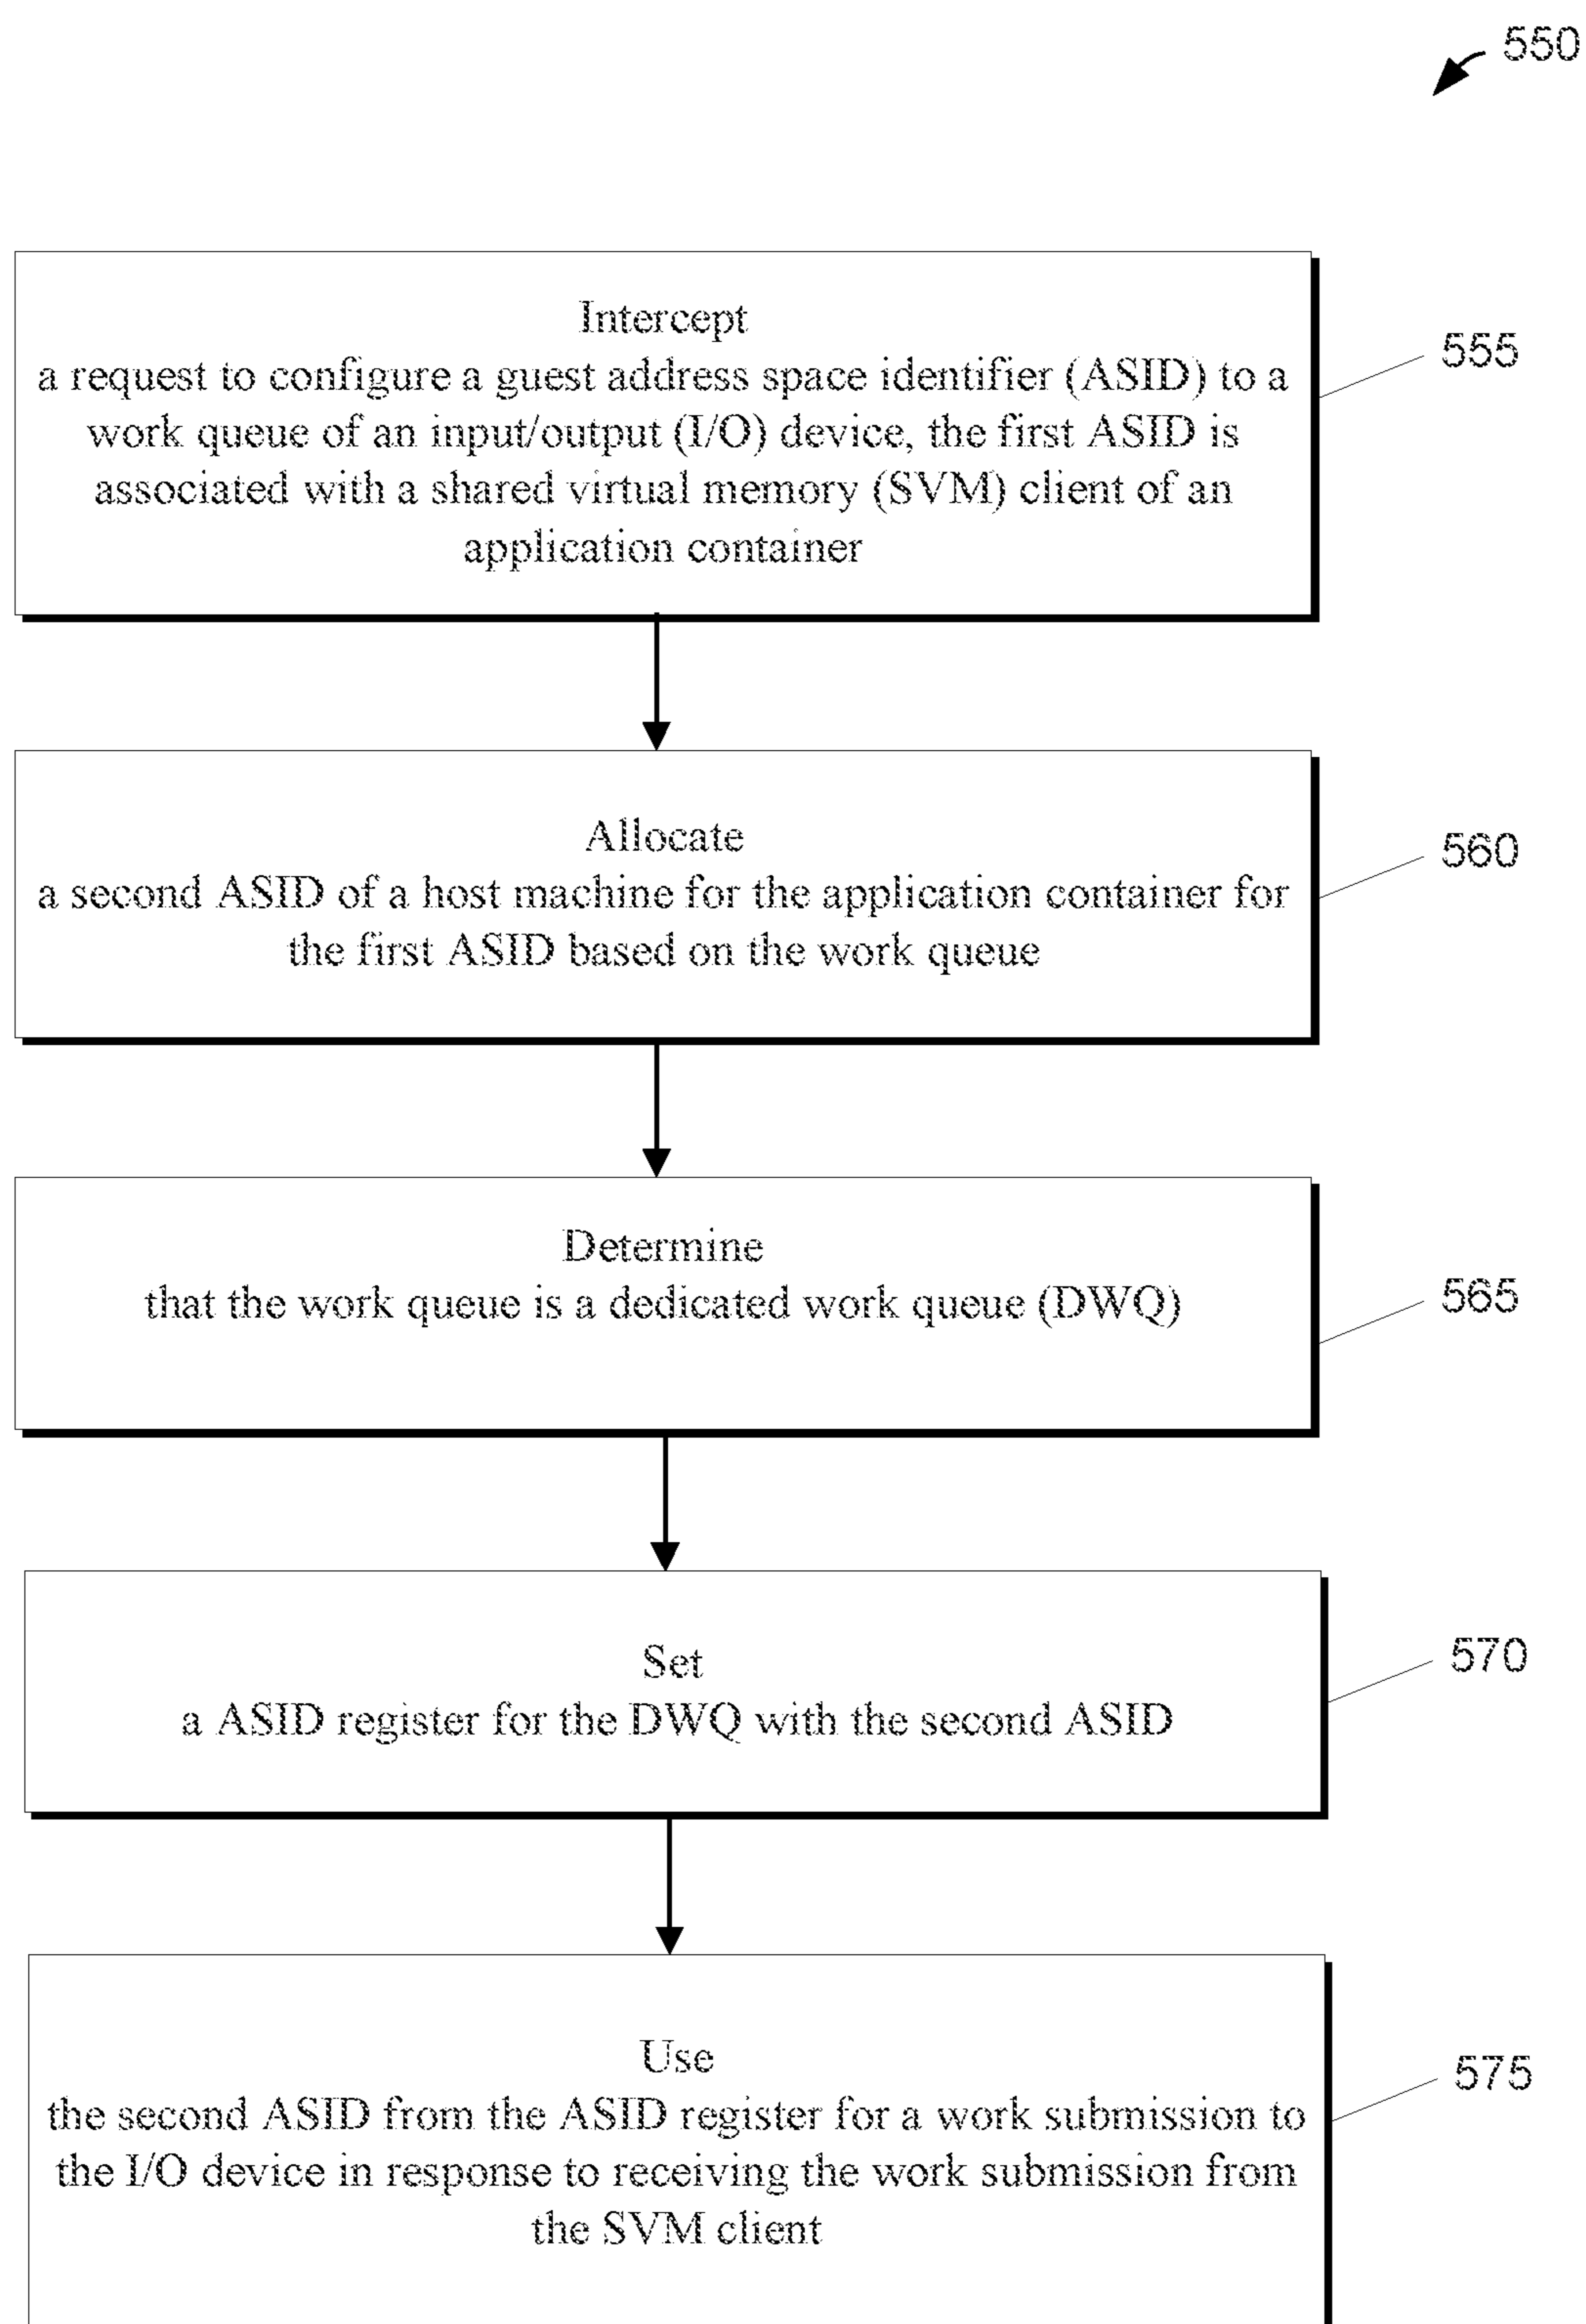 550
Intercept
a request to configure a guest address space identifier (ASID) to a
work queue of an input/output (I/O) device, the first ASID is
associated with a shared virtual memory (SVM) client of an
application container
555
Allocate
a second ASID of a host machine for the application container for
the first ASID based on the work queue
560
Determine
that the work queue is a dedicated work queue (DWQ)
565
Set
a ASID register for the DWQ with the second ASID
570
Use
the second ASID from the ASID register for a work submission to
the I/O device in response to receiving the work submission from
the SVM client
575